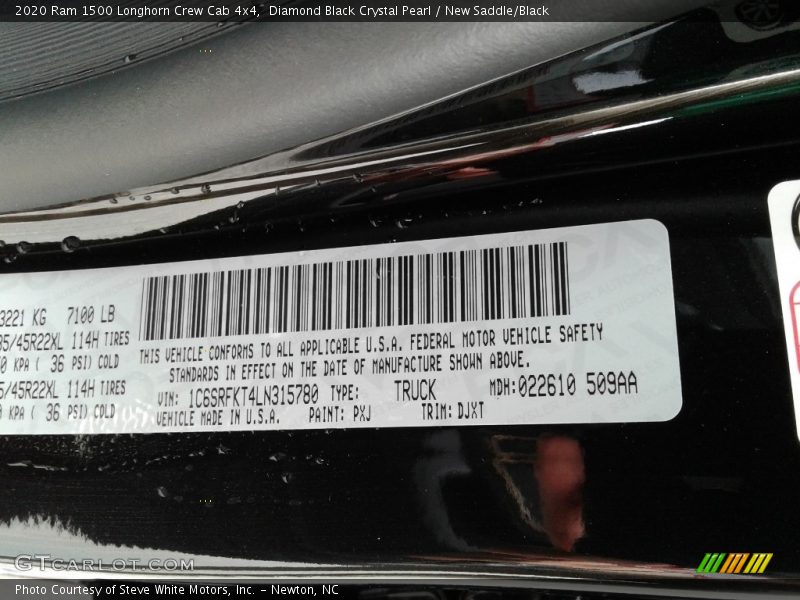 2020 Ram 1500 Longhorn Crew Cab 4x4, Diamond Black Crystal Pearl / New Saddle/Black
3221 KG 7100 LB
5/45R22XL 114H TIRES
0 KPA ( 36 PSI) COLD
5/45R22XL 114H TIRES
0 KPA ( 36 PSI) COLD
THIS VEHICLE CONFORMS TO ALL APPLICABLE U.S.A. FEDERAL MOTOR VEHICLE SAFETY
STANDARDS IN EFFECT ON THE DATE OF MANUFACTURE SHOWN ABOVE.
VIN: 1C6SRFKT4LN315780 TYPE: TRUCK MDH:022610 509AA
VEHICLE MADE IN U.S.A. PAINT: PXJ TRIM: DJXT
GTCARLOT.COM
Photo Courtesy of Steve White Motors, Inc. – Newton, NC